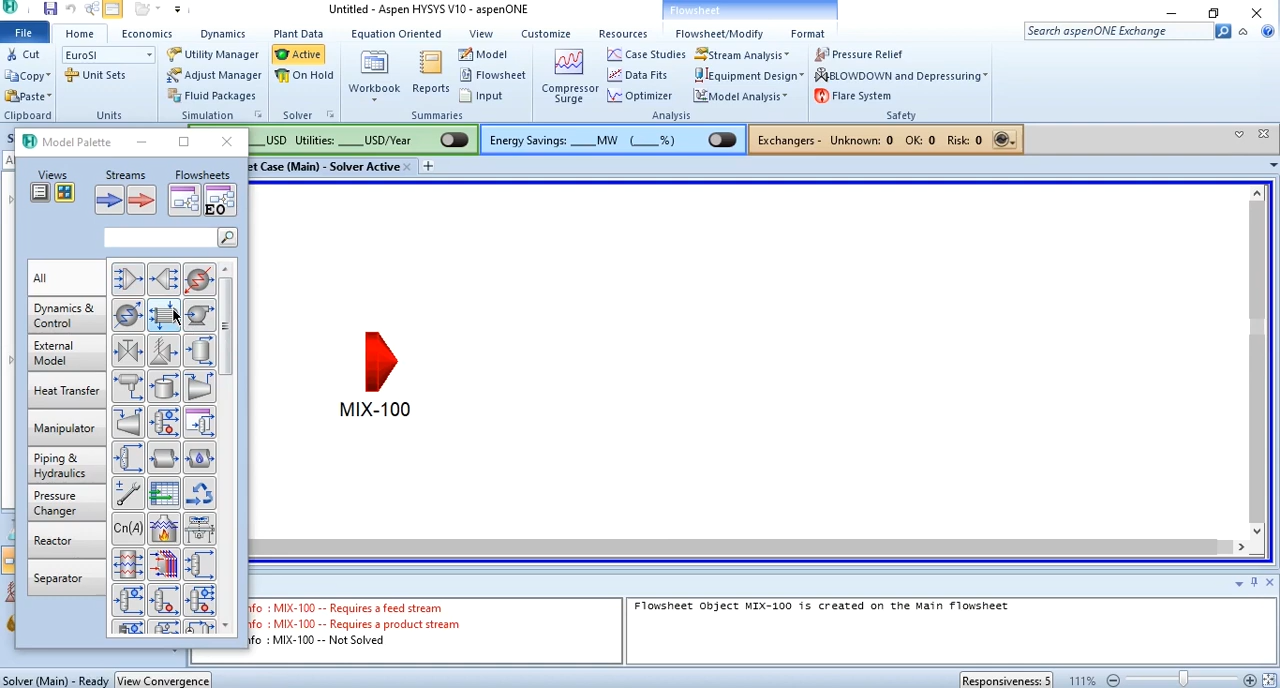 Untitled - Aspen HYSYS V10 - aspenONE
Flowsheet
File Home Economics Dynamics Plant Data Equation Oriented View Customize Resources Flowsheet/Modify Format
Search aspenONE Exchange
Cut
Copy
Paste
Clipboard
EuroSI
Unit Sets
Units
Utility Manager
Adjust Manager
Fluid Packages
Simulation
Active
On Hold
Solver
Workbook
Reports
Model
Flowsheet
Input
Summaries
Compressor
Surge
Case Studies
Data Fits
Optimizer
Stream Analysis
Equipment Design
Model Analysis
Analysis
Pressure Relief
BLOWDOWN and Depressuring
Flare System
Safety
USD Utilities: ____USD/Year
Energy Savings: ____MW (____%)
Exchangers - Unknown: 0 OK: 0 Risk: 0
et Case (Main) - Solver Active
Model Palette
Views Streams Flowsheets
EO
All
Dynamics &
Control
External
Model
Heat Transfer
Manipulator
Piping &
Hydraulics
Pressure
Changer
Reactor
Separator
Cn(A)
MIX-100
nfo : MIX-100 -- Requires a feed stream
nfo : MIX-100 -- Requires a product stream
nfo : MIX-100 -- Not Solved
Flowsheet Object MIX-100 is created on the Main flowsheet
Solver (Main) - Ready View Convergence
Responsiveness: 5 111%